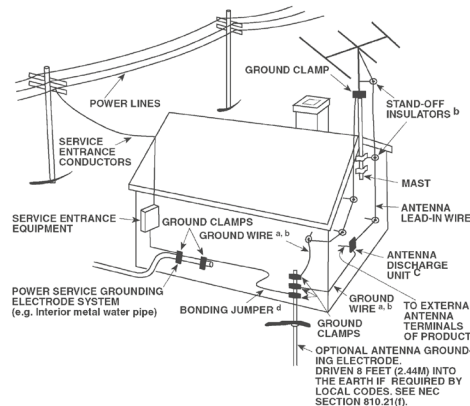 GROUND CLAMP
POWER LINES
STAND-OFF
INSULATORS b
SERVICE
ENTRANCE
CONDUCTORS
MAST
ANTENNA
LEAD-IN WIRE
SERVICE ENTRANCE
EQUIPMENT
GROUND CLAMPS
GROUND WIRE a, b
ANTENNA
DISCHARGE
UNIT C
POWER SERVICE GROUNDING
ELECTRODE SYSTEM
(e.g. Interior metal water pipe)
BONDING JUMPER d
GROUND
WIRE a, b
TO EXTERNA
ANTENNA
TERMINALS
OF PRODUCT
GROUND
CLAMPS
OPTIONAL ANTENNA GROUND-
ING ELECTRODE.
DRIVEN 8 FEET (2.44M) INTO
THE EARTH IF REQUIRED BY
LOCAL CODES. SEE NEC
SECTION 810.21(f).